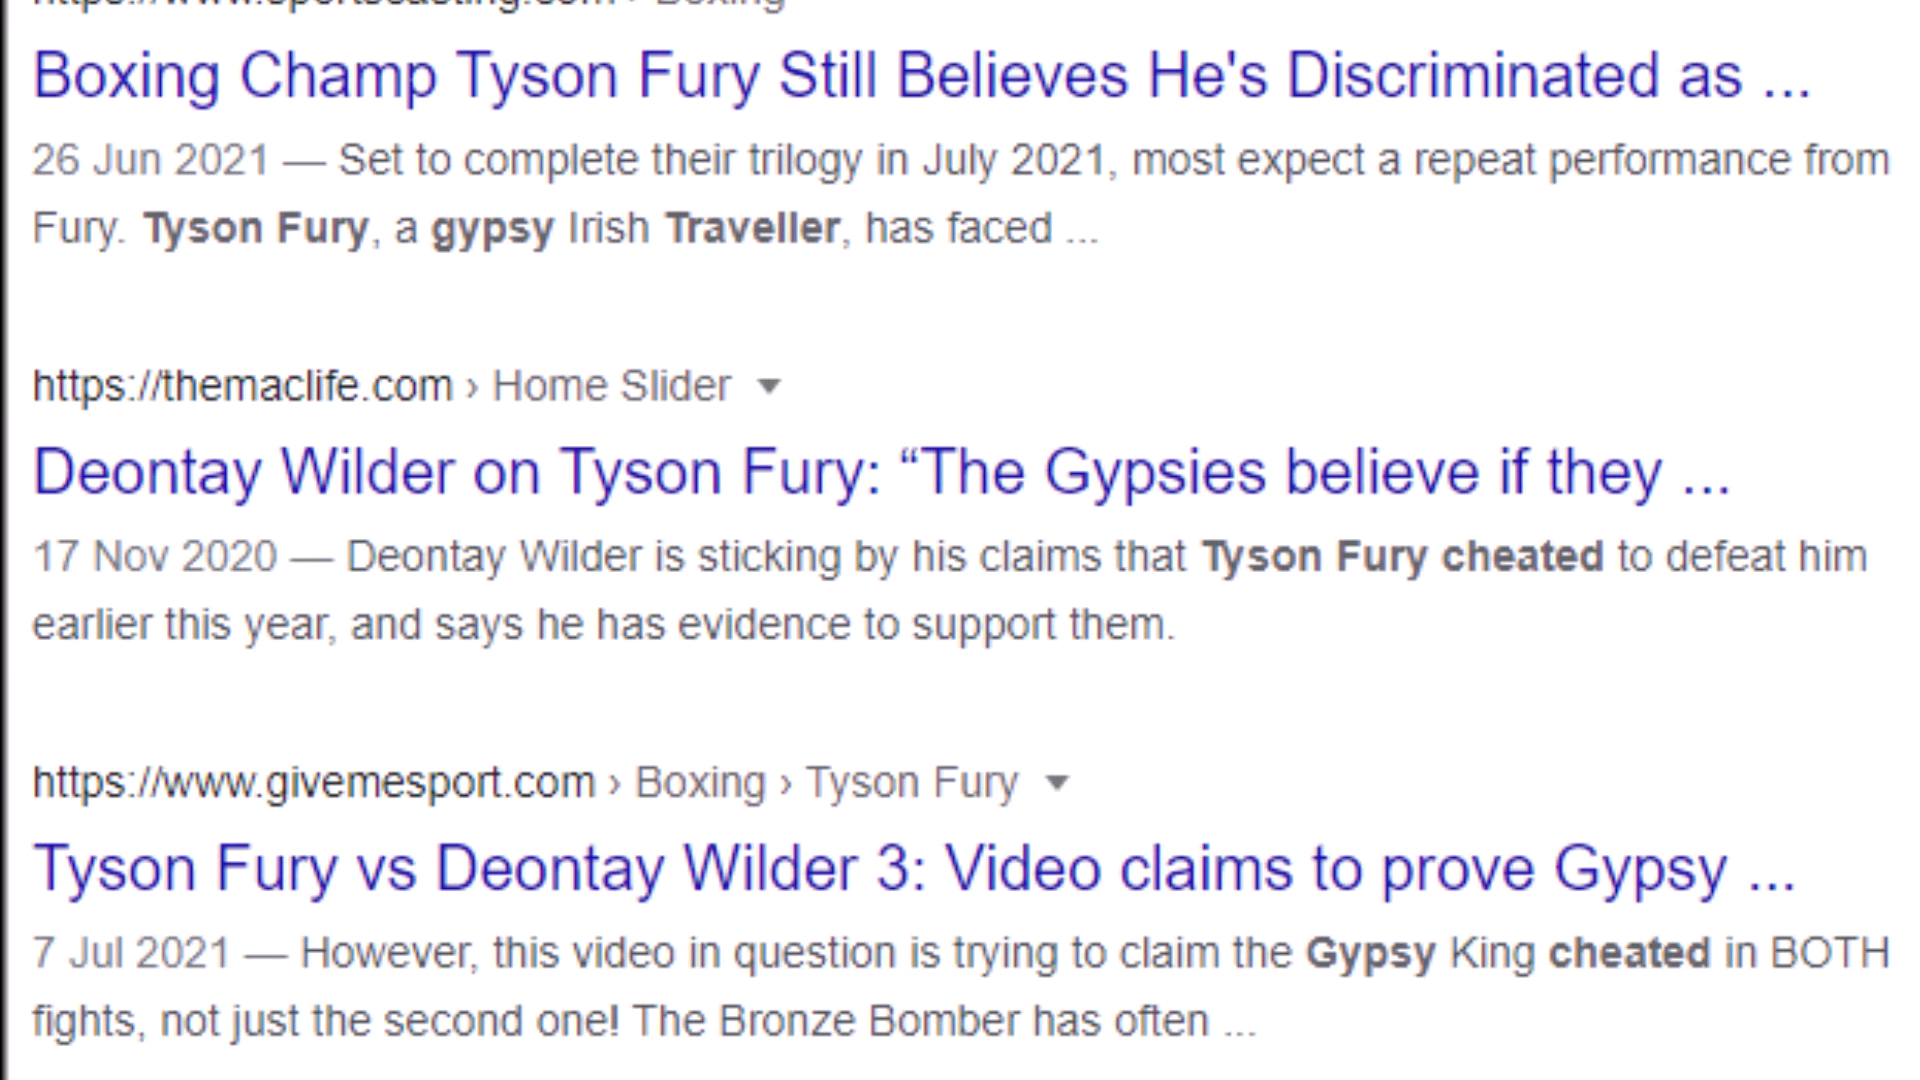 https://www.sportscasting.com › Boxing
Boxing Champ Tyson Fury Still Believes He's Discriminated as ...
26 Jun 2021 — Set to complete their trilogy in July 2021, most expect a repeat performance from
Fury. Tyson Fury, a gypsy Irish Traveller, has faced ...
https://themaclife.com › Home Slider
Deontay Wilder on Tyson Fury: “The Gypsies believe if they ...
17 Nov 2020 — Deontay Wilder is sticking by his claims that Tyson Fury cheated to defeat him
earlier this year, and says he has evidence to support them.
https://www.givemesport.com › Boxing › Tyson Fury
Tyson Fury vs Deontay Wilder 3: Video claims to prove Gypsy ...
7 Jul 2021 — However, this video in question is trying to claim the Gypsy King cheated in BOTH
fights, not just the second one! The Bronze Bomber has often ...